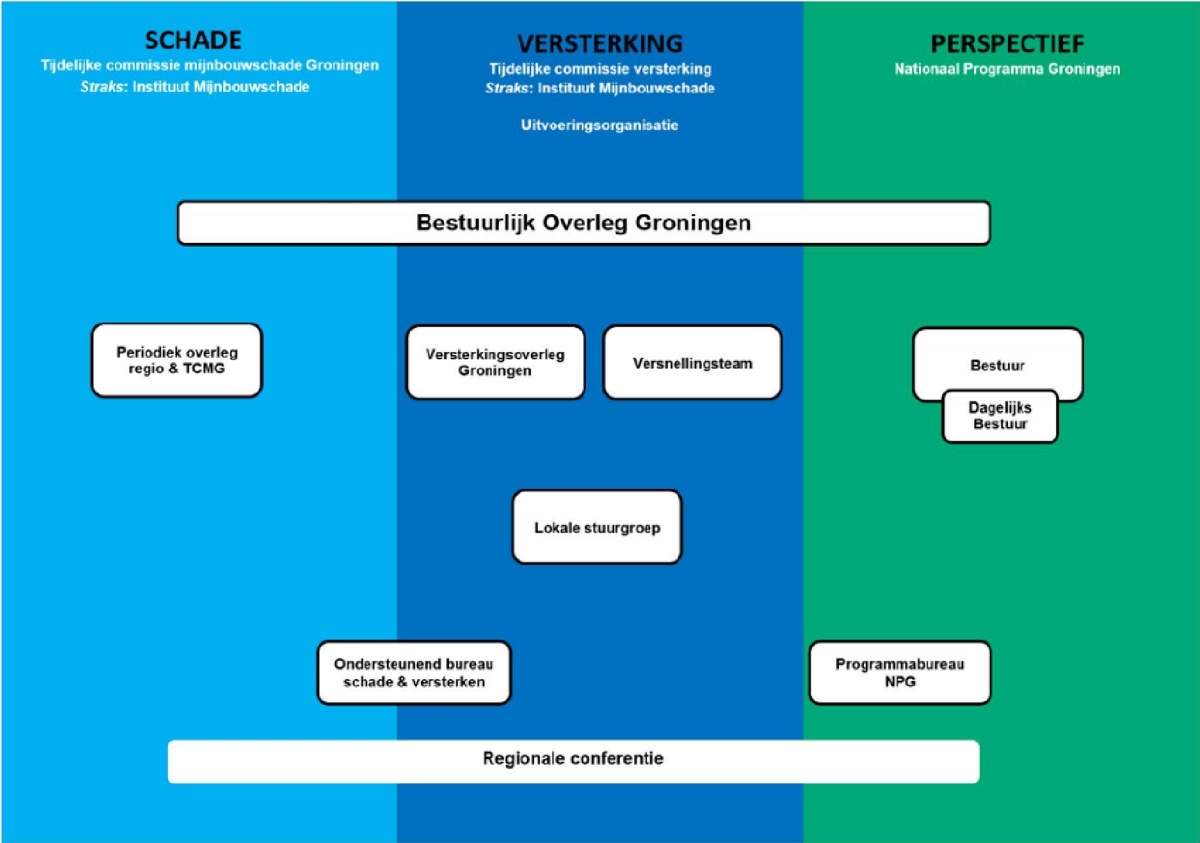 SCHADE
Tijdelijke commissie mijnbouwschade Groningen
Straks: Instituut Mijnbouwschade
VERSTERKING
Tijdelijke commissie versterking
Straks: Instituut Mijnbouwschade
Uitvoeringsorganisatie
PERSPECTIEF
Nationaal Programma Groningen
Bestuurlijk Overleg Groningen
Periodiek overleg
regio & TCMG
Versterkingsoverleg
Groningen
Versnellingsteam
Bestuur
Dagelijks
Bestuur
Lokale stuurgroep
Ondersteunend bureau
schade & versterken
Programmabureau
NPG
Regionale conferentie